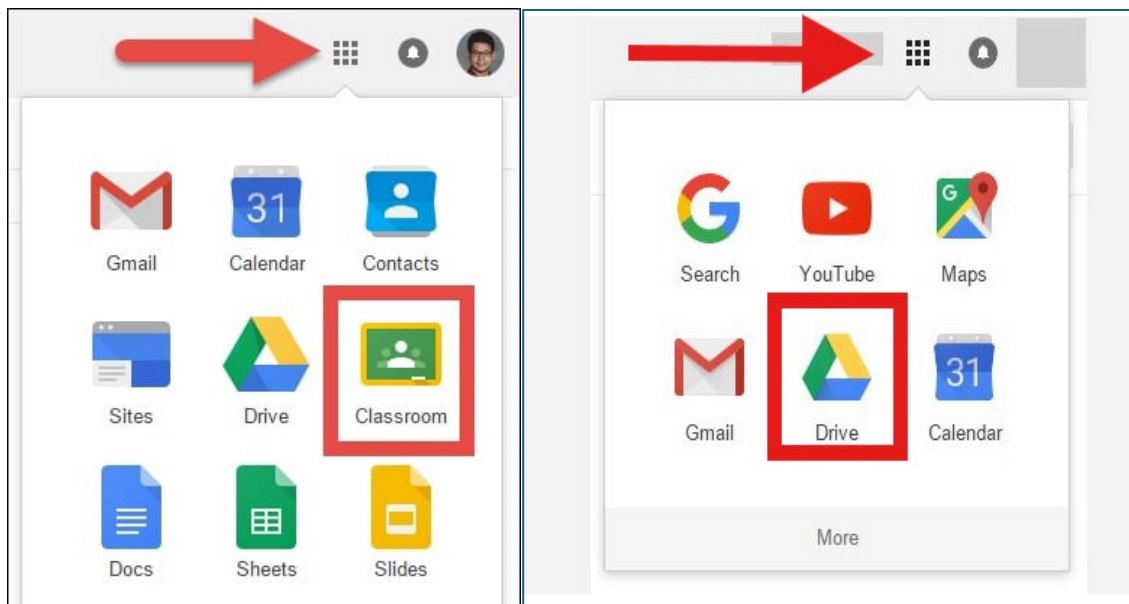 31
Gmail Calendar Contacts
Sites Drive Classroom
Docs Sheets Slides
G
G
Search YouTube Maps
31
Gmail Drive Calendar
More